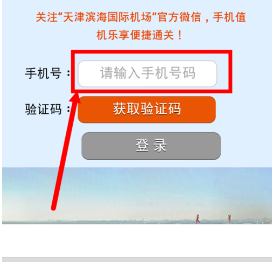 关注“天津滨海国际机场”官方微信，手机值
机乐享便捷通关！
手机号： 请输入手机号码
验证码： 获取验证码
登 录